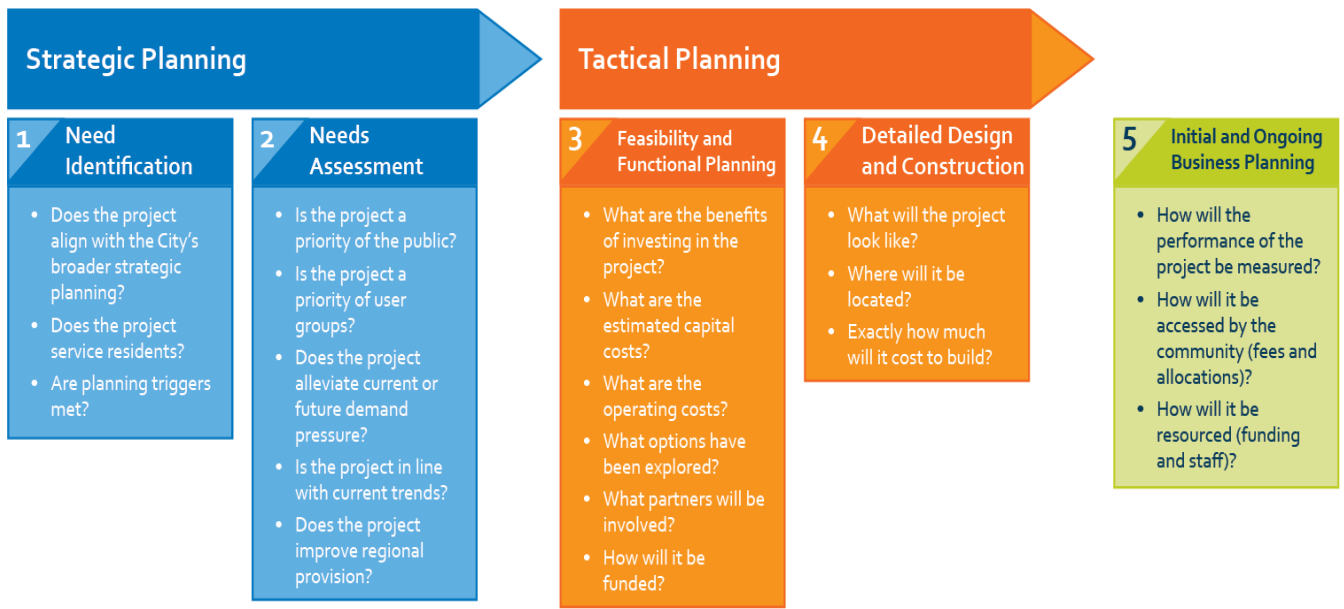 Strategic Planning
Tactical Planning
1
Need
Identification
• Does the project
align with the City's
broader strategic
planning?
• Does the project
service residents?
• Are planning triggers
met?
2
Needs
Assessment
• Is the project a
priority of the public?
• Is the project a
priority of user
groups?
• Does the project
alleviate current or
future demand
pressure?
• Is the project in line
with current trends?
• Does the project
improve regional
provision?
3
Feasibility and
Functional Planning
• What are the benefits
of investing in the
project?
• What are the
estimated capital
costs?
• What are the
operating costs?
• What options have
been explored?
• What partners will be
involved?
• How will it be
funded?
4
Detailed Design
and Construction
• What will the project
look like?
• Where will it be
located?
• Exactly how much
will it cost to build?
5
Initial and Ongoing
Business Planning
• How will the
performance of the
project be measured?
• How will it be
accessed by the
community (fees and
allocations)?
• How will it be
resourced (funding
and staff)?